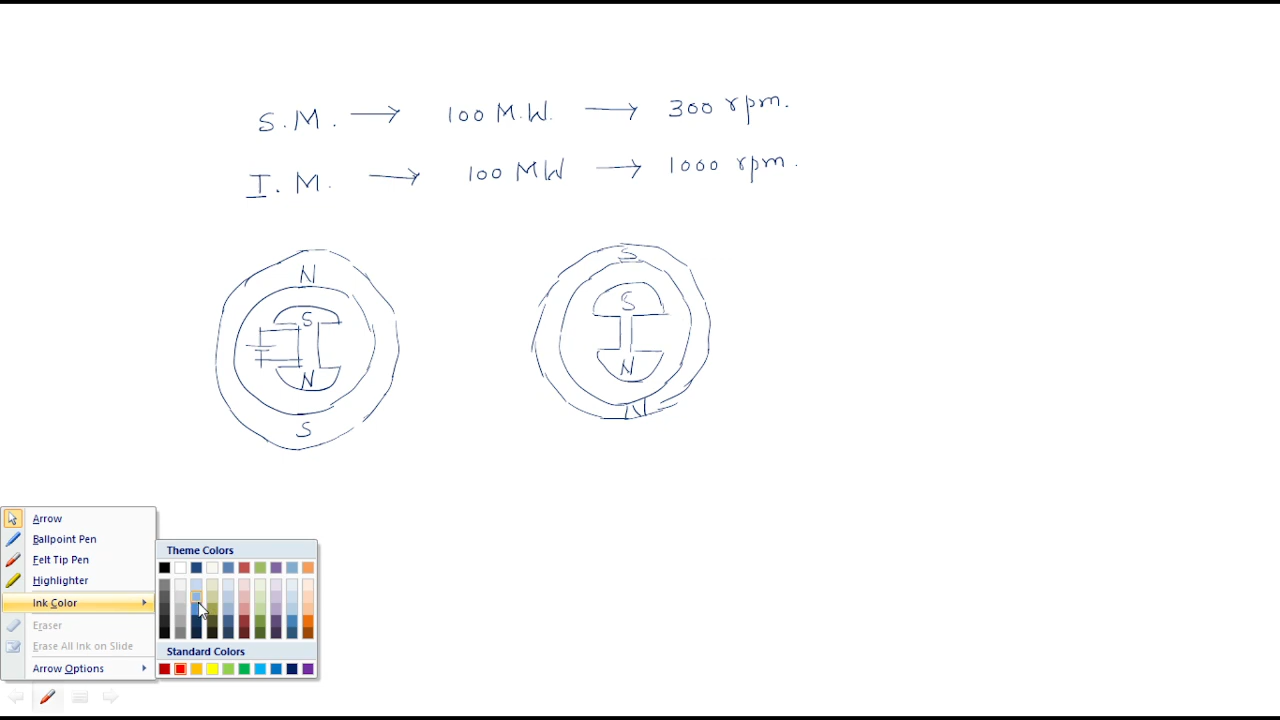 S.M. → 100 M.W. → 300 rpm.
I.M. → 100 MW → 1000 rpm.
N
S
N
S
S
S
N
N
Arrow
Ballpoint Pen
Felt Tip Pen
Highlighter
Ink Color
Eraser
Erase All Ink on Slide
Arrow Options
Theme Colors
Standard Colors